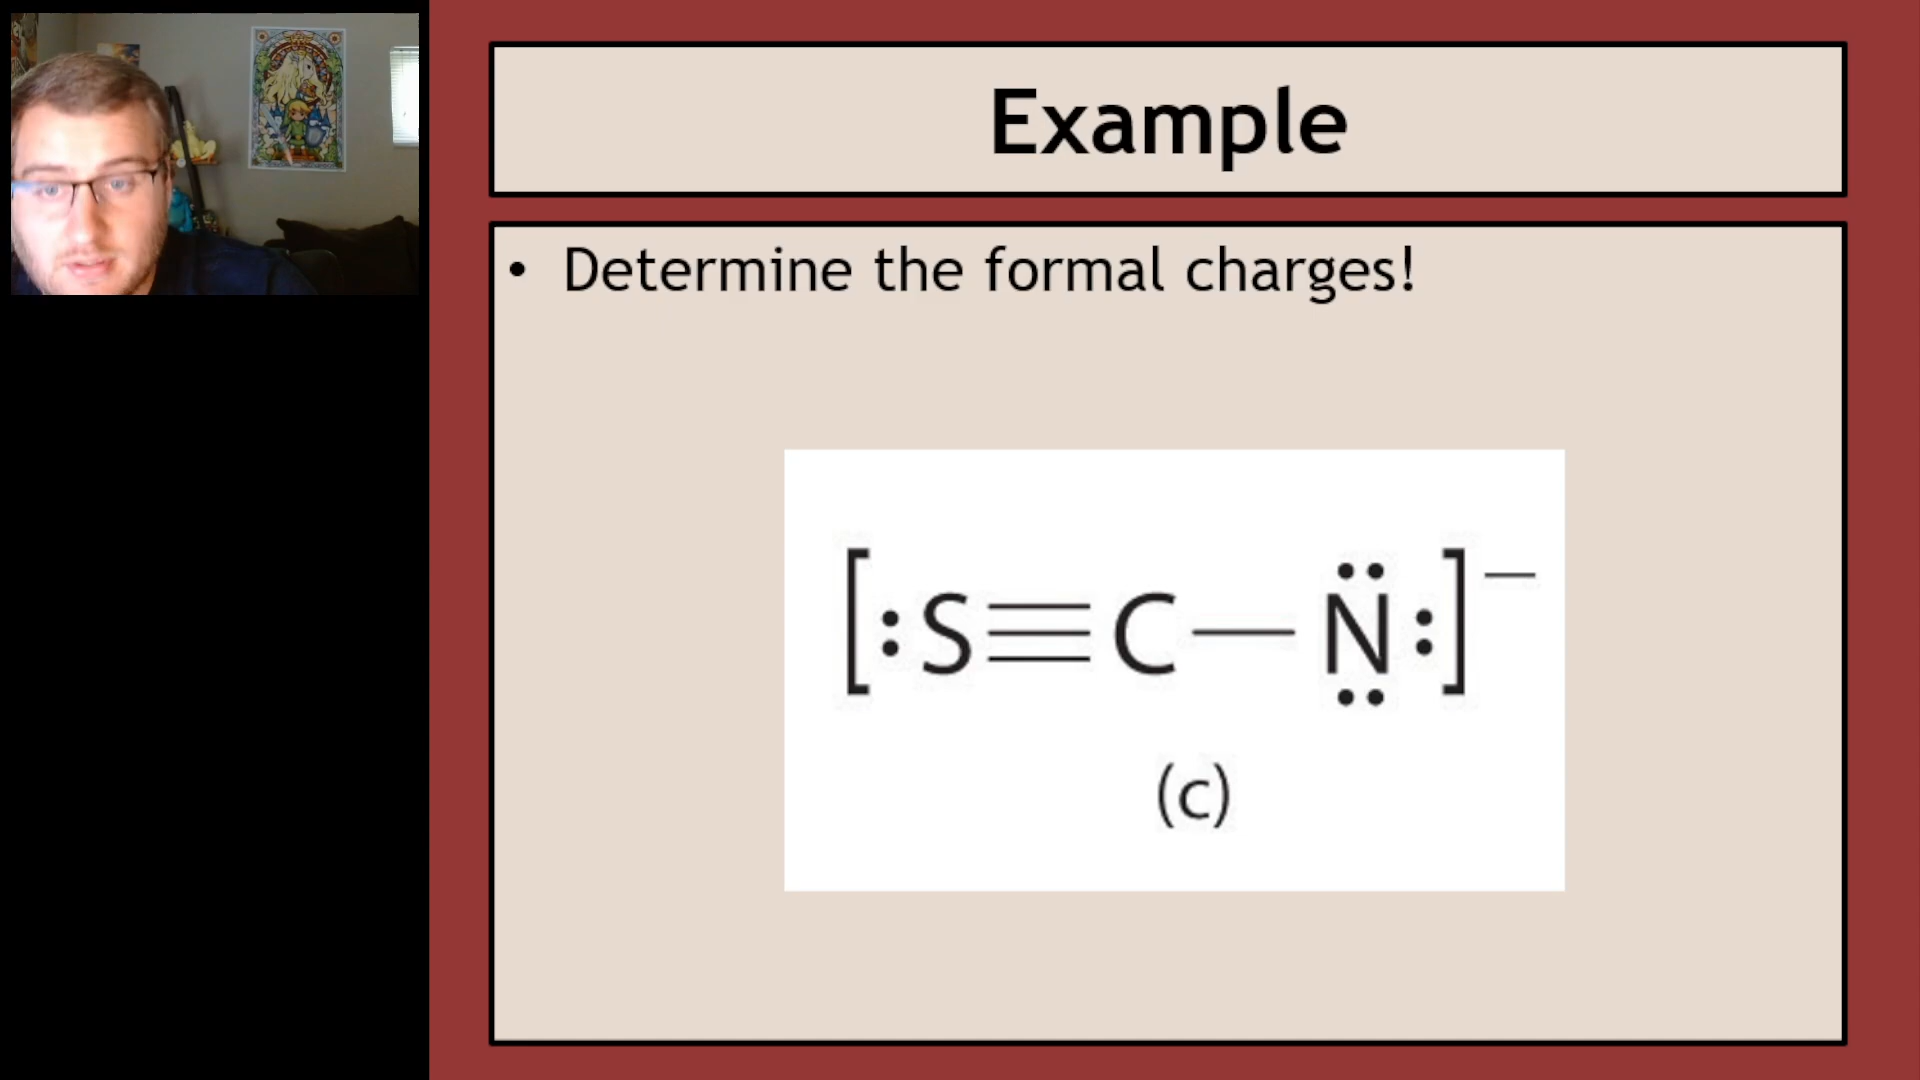 Example
• Determine the formal charges!
[:S≡C—N̈:]⁻
(c)